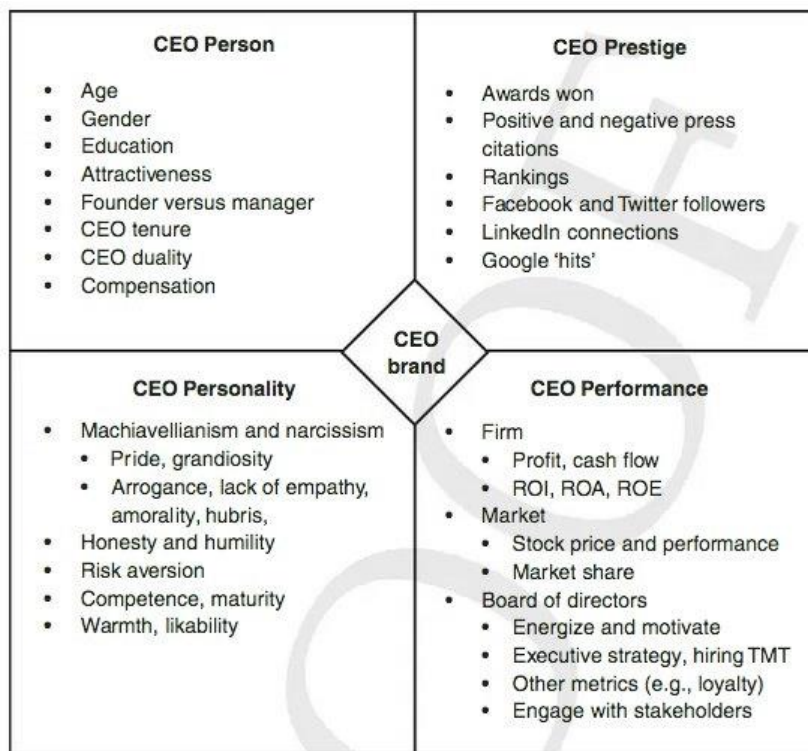 CEO Person
• Age
• Gender
• Education
• Attractiveness
• Founder versus manager
• CEO tenure
• CEO duality
• Compensation
CEO Prestige
• Awards won
• Positive and negative press
citations
• Rankings
• Facebook and Twitter followers
• LinkedIn connections
• Google ‘hits’
CEO
brand
CEO Personality
• Machiavellianism and narcissism
• Pride, grandiosity
• Arrogance, lack of empathy,
amorality, hubris,
• Honesty and humility
• Risk aversion
• Competence, maturity
• Warmth, likability
CEO Performance
• Firm
• Profit, cash flow
• ROI, ROA, ROE
• Market
• Stock price and performance
• Market share
• Board of directors
• Energize and motivate
• Executive strategy, hiring TMT
• Other metrics (e.g., loyalty)
• Engage with stakeholders